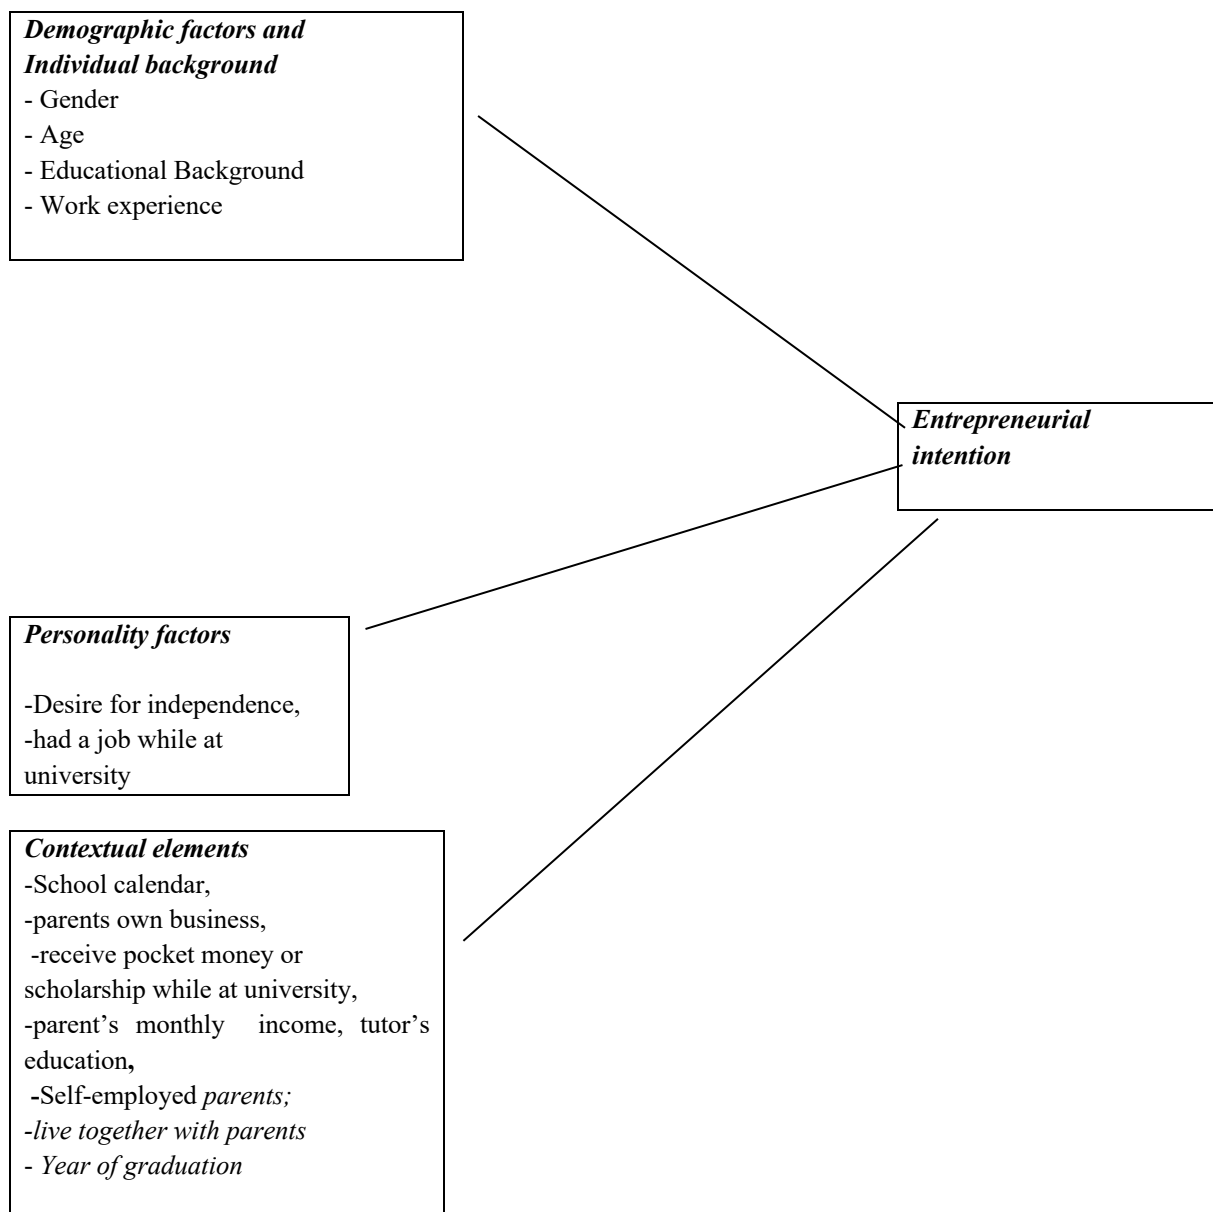 Demographic factors and
Individual background
- Gender
- Age
- Educational Background
- Work experience
Entrepreneurial
intention
Personality factors
-Desire for independence,
-had a job while at
university
Contextual elements
-School calendar,
-parents own business,
-receive pocket money or
scholarship while at university,
-parent’s monthly income, tutor’s
education,
-Self-employed parents;
-live together with parents
- Year of graduation